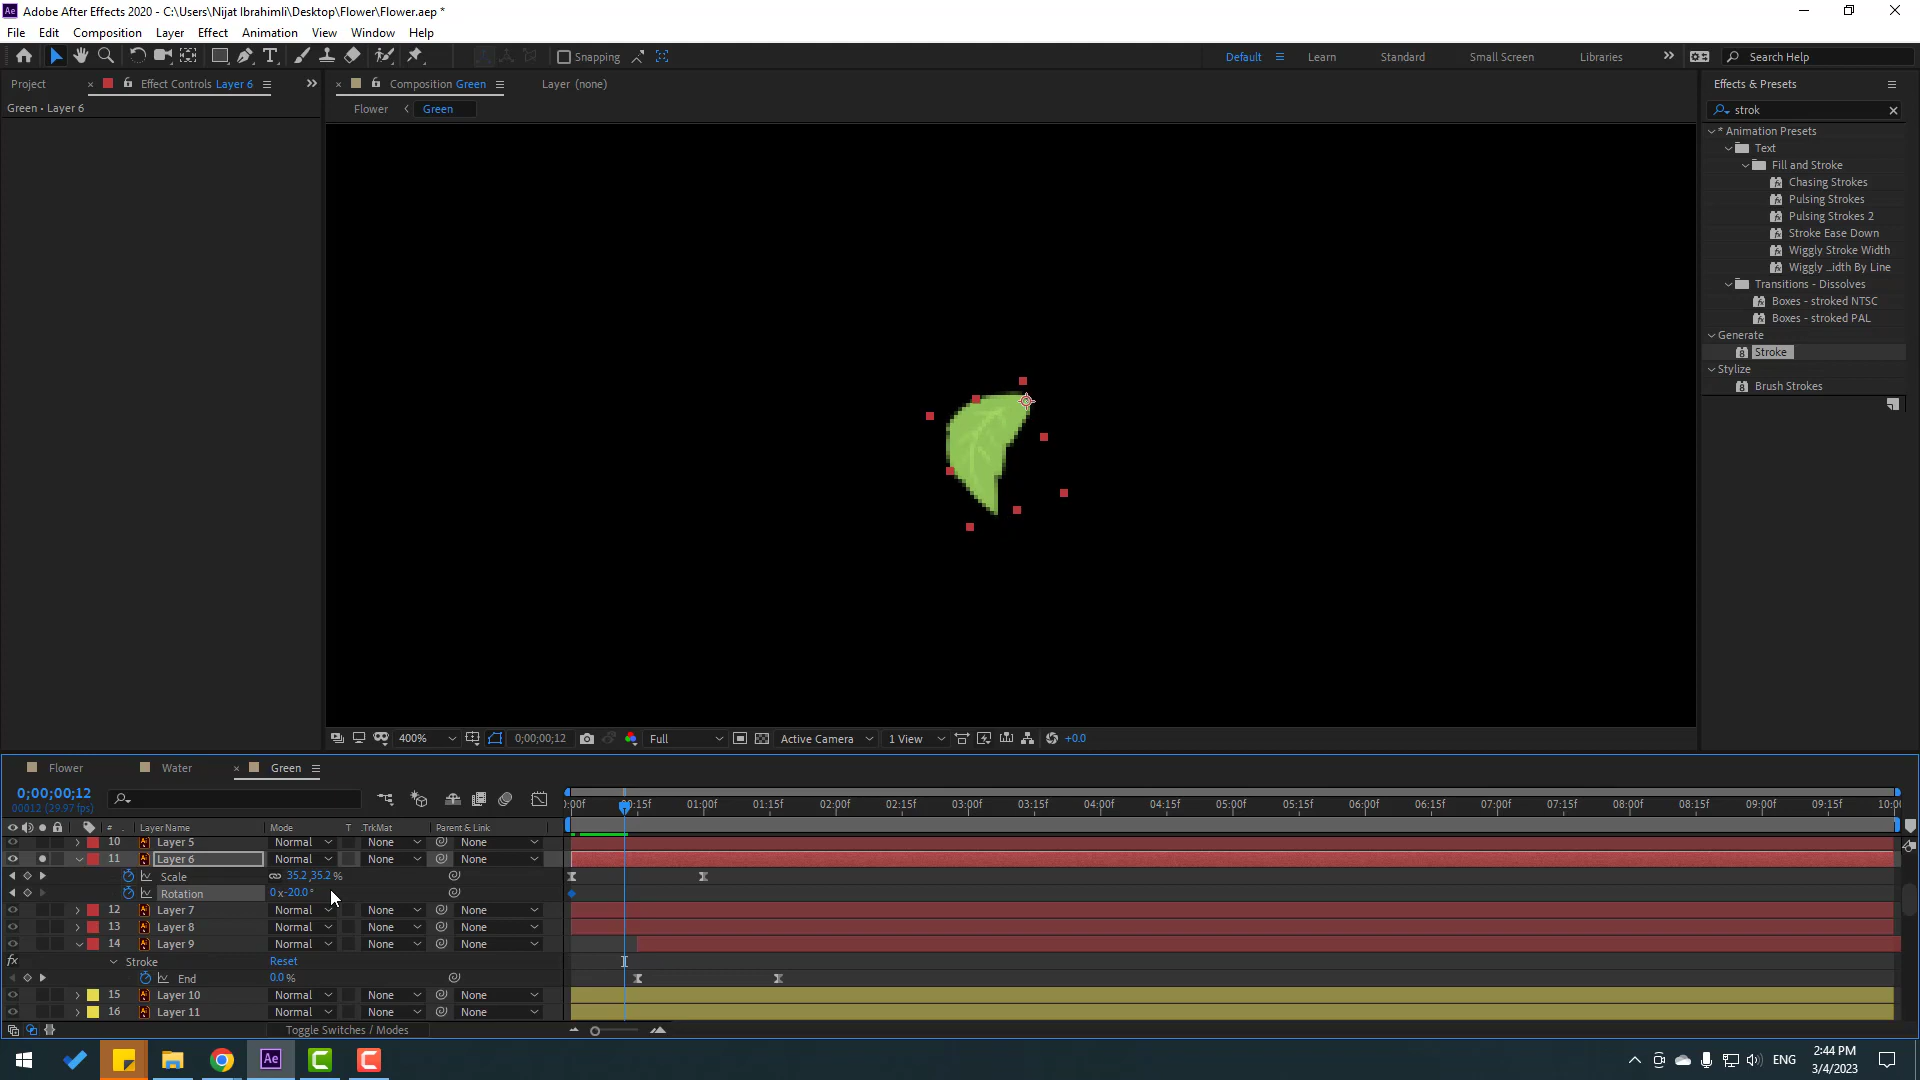 Adobe After Effects 2020 - C:\Users\Nijat Ibrahimli\Desktop\Flower\Flower.aep *
File Edit Composition Layer Effect Animation View Window Help
Snapping
Default Learn Standard Small Screen Libraries Search Help
Project Effect Controls Layer 6
Green • Layer 6
Composition Green Layer (none)
Flower Green
Effects & Presets
strok
* Animation Presets
Text
Fill and Stroke
Chasing Strokes
Pulsing Strokes
Pulsing Strokes 2
Stroke Ease Down
Wiggly Stroke Width
Wiggly ...idth By Line
Transitions - Dissolves
Boxes - stroked NTSC
Boxes - stroked PAL
Generate
Stroke
Stylize
Brush Strokes
400% 0;00;00;12 Full Active Camera 1 View +0.0
Flower Water Green
0;00;00;12
00012 (29.97 fps)
:00f 00:15f 01:00f 01:15f 02:00f 02:15f 03:00f 03:15f 04:00f 04:15f 05:00f 05:15f 06:00f 06:15f 07:00f 07:15f 08:00f 08:15f 09:00f 09:15f 10:00
# Layer Name Mode T .TrkMat Parent & Link
10 Layer 5 Normal None None
11 Layer 6 Normal None None
Scale 35.2,35.2 %
Rotation 0 x-20.0 °
12 Layer 7 Normal None None
13 Layer 8 Normal None None
14 Layer 9 Normal None None
fx Stroke Reset
End 0.0 %
15 Layer 10 Normal None None
16 Layer 11 Normal None None
Toggle Switches / Modes
ENG
2:44 PM
3/4/2023